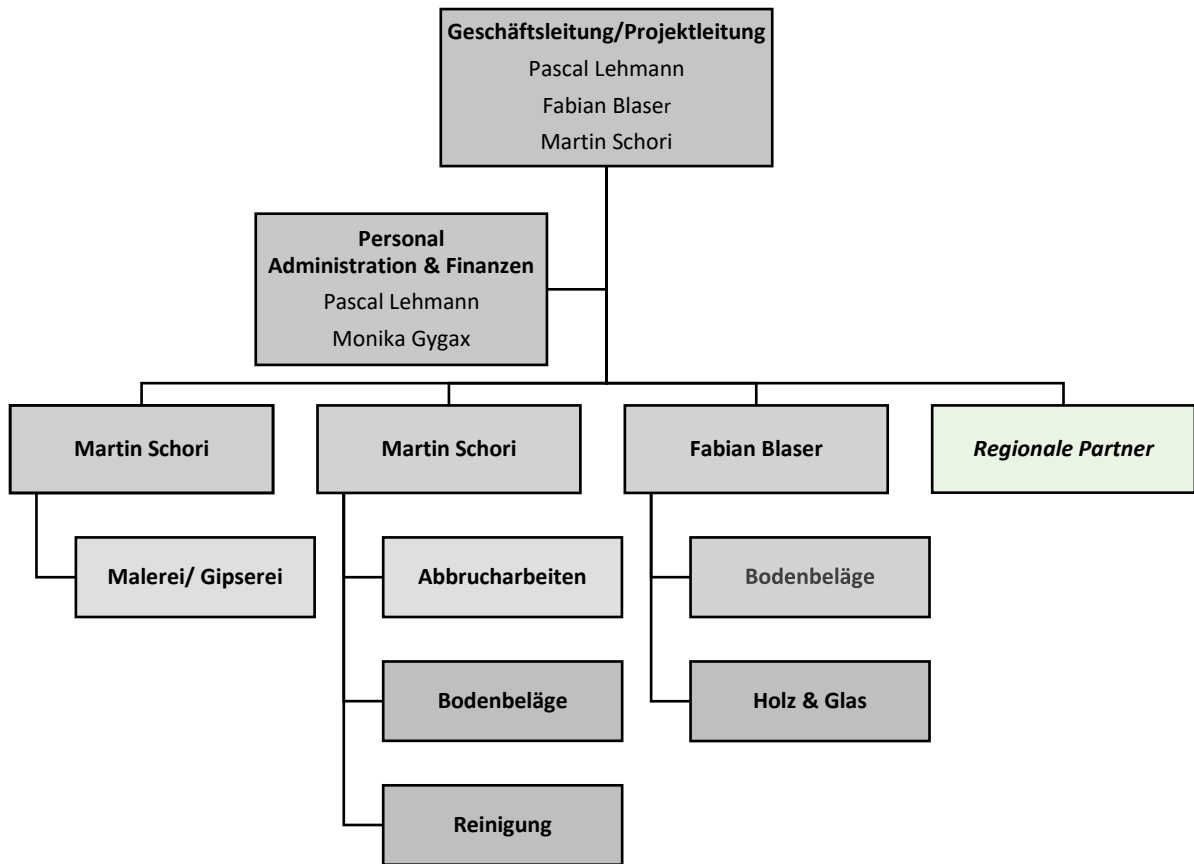 Geschäftsleitung/Projektleitung
Pascal Lehmann
Fabian Blaser
Martin Schori
Personal
Administration & Finanzen
Pascal Lehmann
Monika Gygax
Martin Schori
Martin Schori
Fabian Blaser
Regionale Partner
Malerei/ Gipserei
Abbrucharbeiten
Bodenbeläge
Bodenbeläge
Holz & Glas
Reinigung